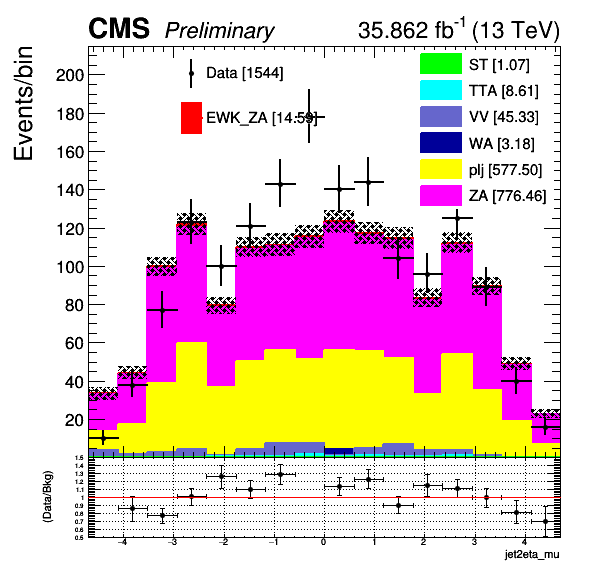 CMS Preliminary 35.862 fb-1 (13 TeV)
Events/bin
200
180
160
140
120
100
80
60
40
20
Data [1544]
EWK_ZA [14.59]
ST [1.07]
TTA [8.61]
VV [45.33]
WA [3.18]
plj [577.50]
ZA [776.46]
(Data/Bkg)
1.5
1.4
1.3
1.2
1.1
1
0.9
0.8
0.7
0.6
0.5
−4 −3 −2 −1 0 1 2 3 4
jet2eta_mu